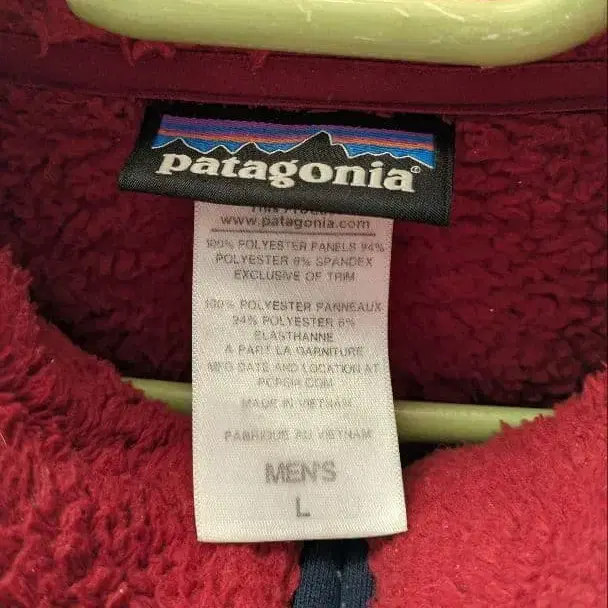 patagonia®
www.patagonia.com
100% POLYESTER PANELS 94%
POLYESTER 6% SPANDEX
EXCLUSIVE OF TRIM
100% POLYESTER PANNEAUX
94% POLYESTER 6%
ELASTHANNE
A PART LA GARNITURE
MFG DATE AND LOCATION AT
PCPSIP.COM
MADE IN VIETNAM
FABRIQUE AU VIETNAM
MEN'S
L